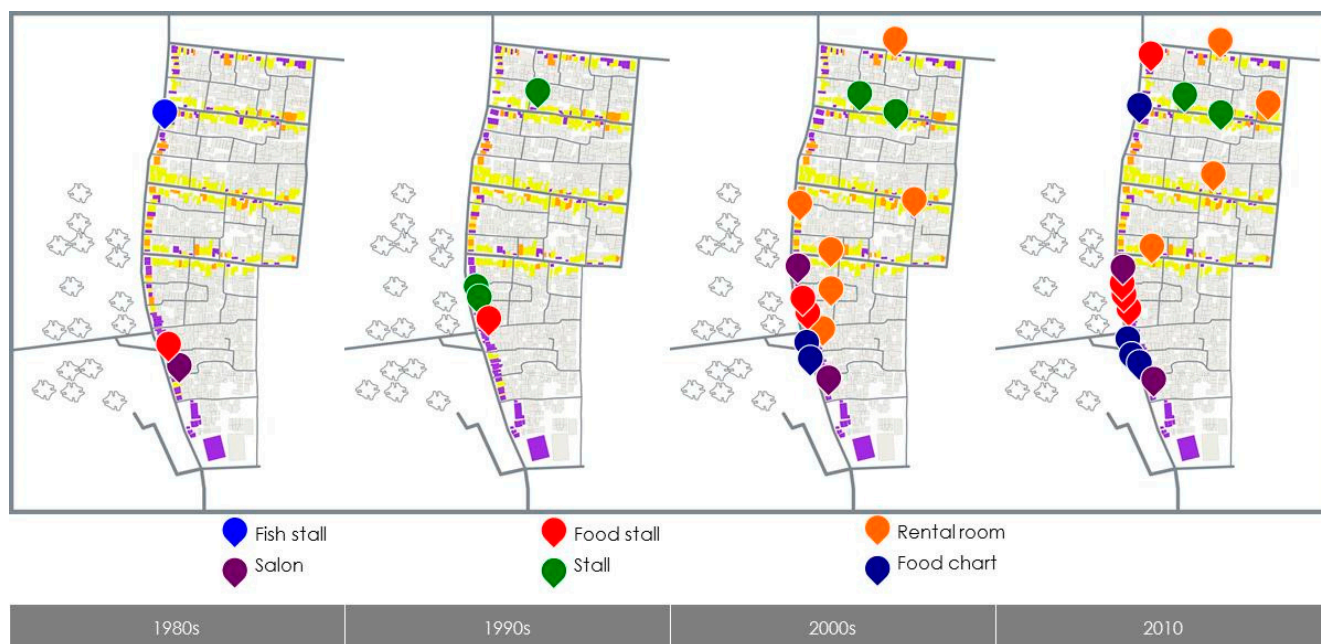 Fish stall
Food stall
Rental room
Salon
Stall
Food chart
1980s
1990s
2000s
2010